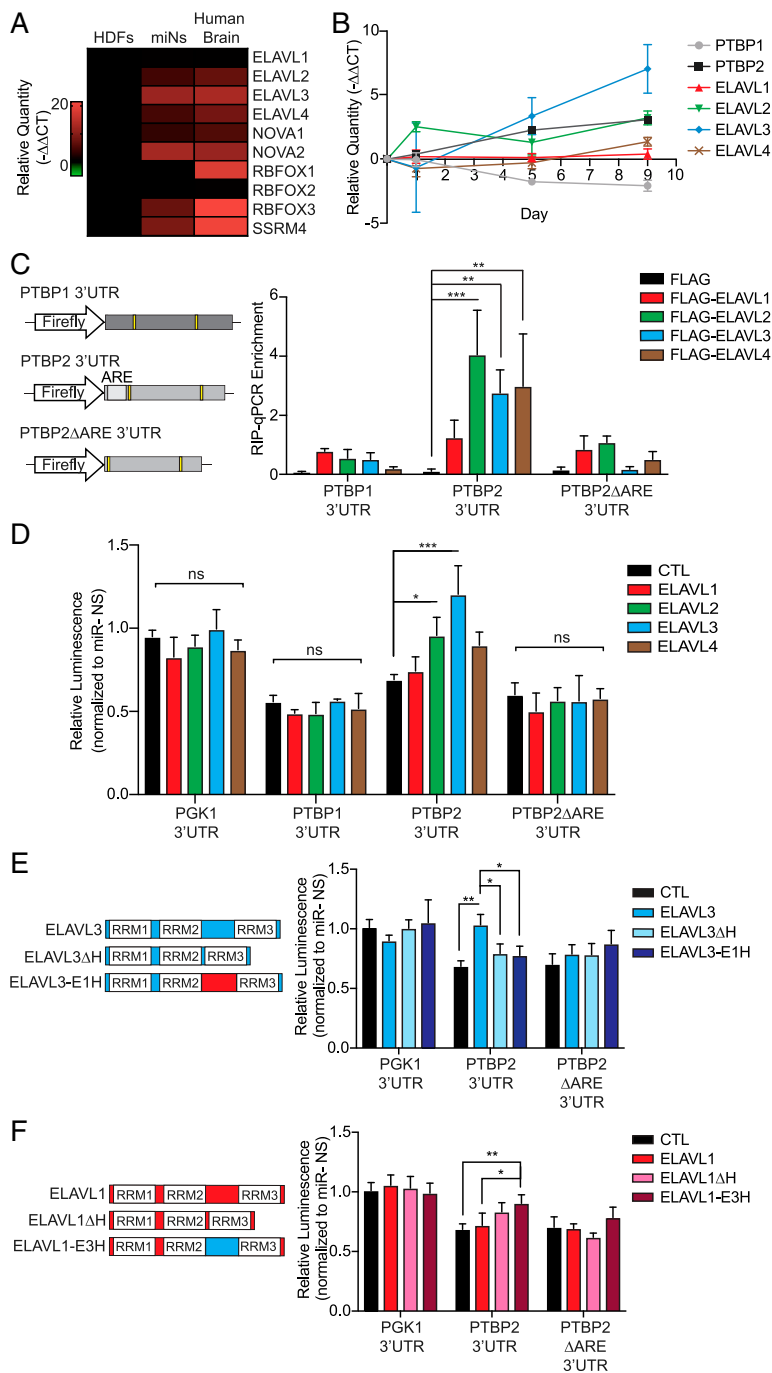 A
HDFs miNs Human Brain
Relative Quantity (-ΔΔCT)
20
0
ELAVL1
ELAVL2
ELAVL3
ELAVL4
NOVA1
NOVA2
RBFOX1
RBFOX2
RBFOX3
SSRM4
B
Relative Quantity (-ΔΔCT)
10
5
0
-5
1 2 3 4 5 6 7 8 9 10
Day
PTBP1
PTBP2
ELAVL1
ELAVL2
ELAVL3
ELAVL4
C
PTBP1 3'UTR
Firefly
PTBP2 3'UTR
ARE
Firefly
PTBP2ΔARE 3'UTR
Firefly
RIP-qPCR Enrichment
6
4
2
0
**
**
***
PTBP1 3'UTR
PTBP2 3'UTR
PTBP2ΔARE 3'UTR
FLAG
FLAG-ELAVL1
FLAG-ELAVL2
FLAG-ELAVL3
FLAG-ELAVL4
D
Relative Luminescence (normalized to miR- NS)
1.5
1.0
0.5
0.0
ns
ns
***
*
ns
PGK1 3'UTR
PTBP1 3'UTR
PTBP2 3'UTR
PTBP2ΔARE 3'UTR
CTL
ELAVL1
ELAVL2
ELAVL3
ELAVL4
E
ELAVL3 RRM1 RRM2 RRM3
ELAVL3ΔH RRM1 RRM2 RRM3
ELAVL3-E1H RRM1 RRM2 RRM3
Relative Luminescence (normalized to miR- NS)
1.5
1.0
0.5
0.0
*
**
*
PGK1 3'UTR
PTBP2 3'UTR
PTBP2 ΔARE 3'UTR
CTL
ELAVL3
ELAVL3ΔH
ELAVL3-E1H
F
ELAVL1 RRM1 RRM2 RRM3
ELAVL1ΔH RRM1 RRM2 RRM3
ELAVL1-E3H RRM1 RRM2 RRM3
Relative Luminescence (normalized to miR- NS)
1.5
1.0
0.5
0.0
**
*
PGK1 3'UTR
PTBP2 3'UTR
PTBP2 ΔARE 3'UTR
CTL
ELAVL1
ELAVL1ΔH
ELAVL1-E3H